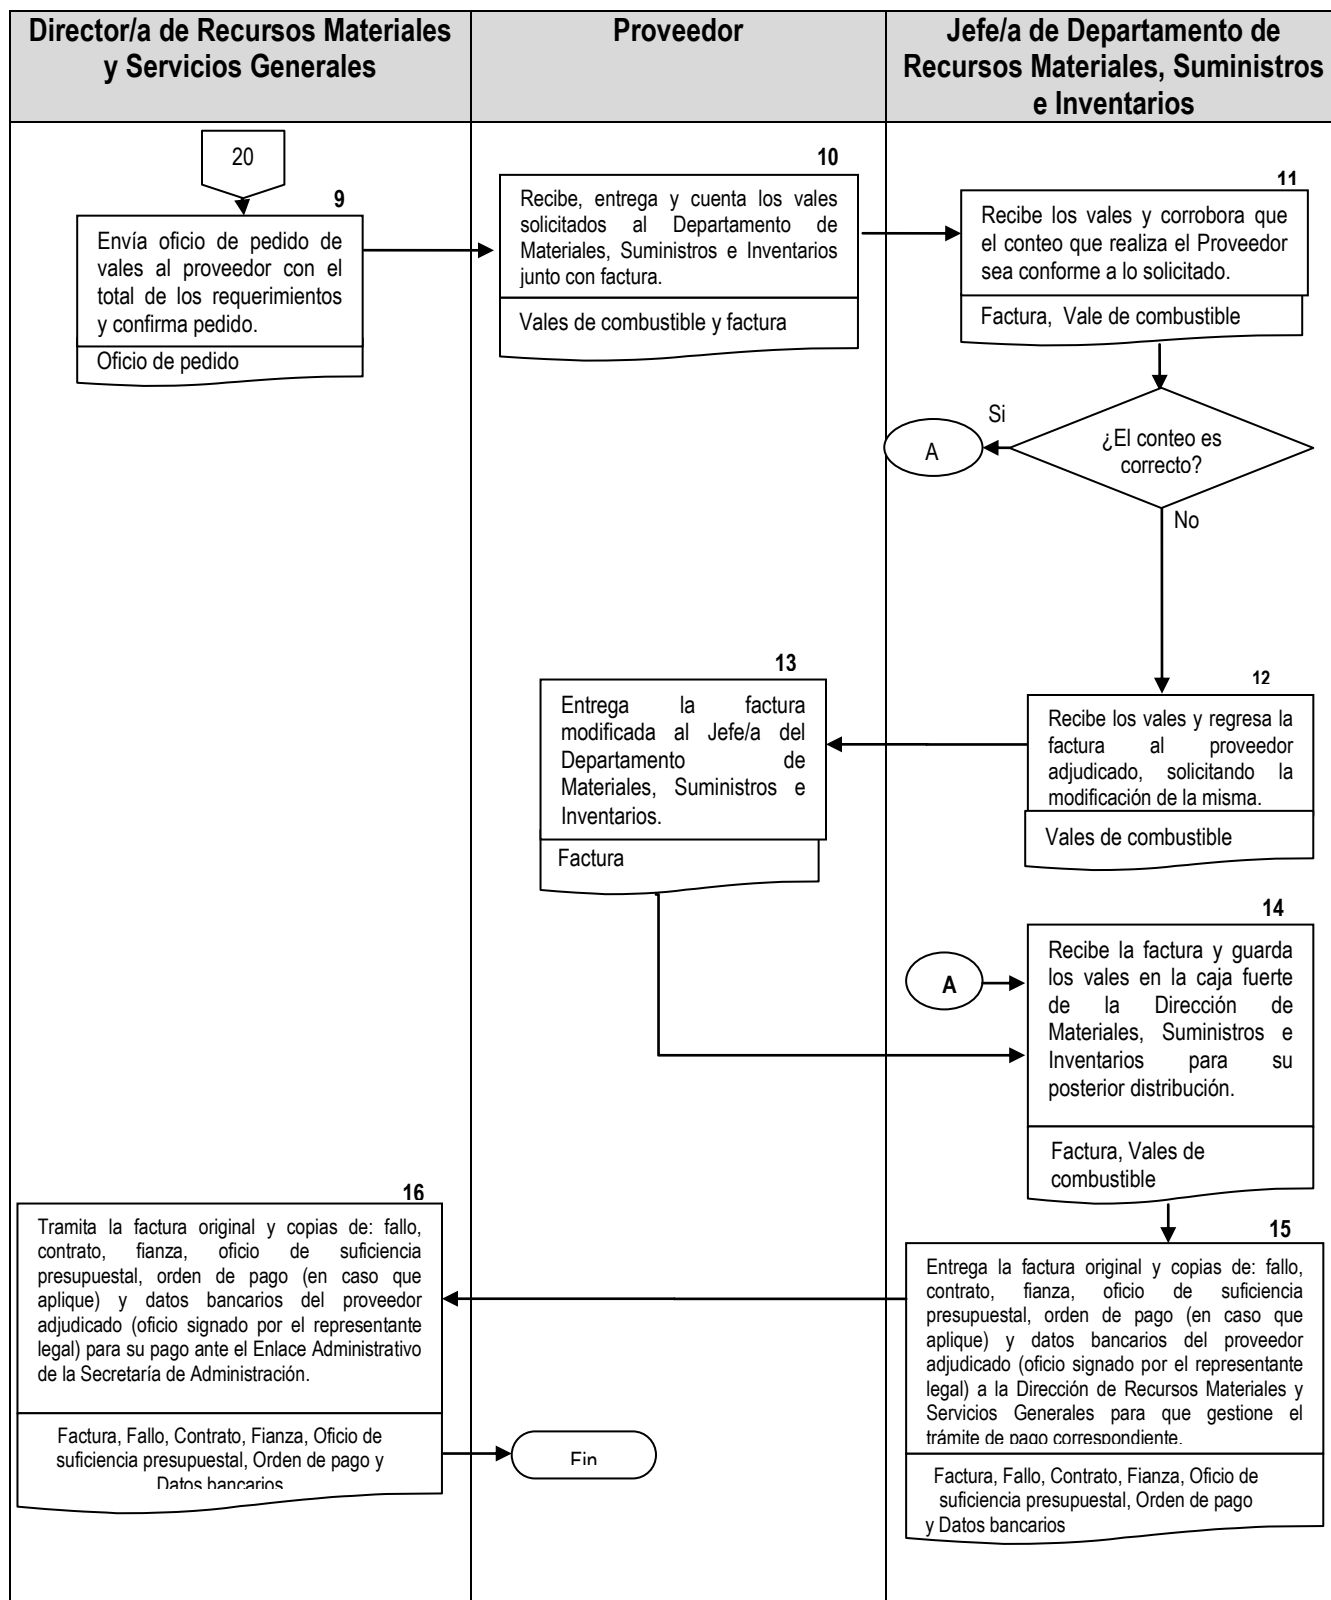 Director/a de Recursos Materiales
y Servicios Generales
Proveedor
Jefe/a de Departamento de
Recursos Materiales, Suministros
e Inventarios
20
9
Envía oficio de pedido de
vales al proveedor con el
total de los requerimientos
y confirma pedido.
Oficio de pedido
10
Recibe, entrega y cuenta los vales
solicitados al Departamento de
Materiales, Suministros e Inventarios
junto con factura.
Vales de combustible y factura
11
Recibe los vales y corrobora que
el conteo que realiza el Proveedor
sea conforme a lo solicitado.
Factura, Vale de combustible
Si
A
¿El conteo es
correcto?
No
12
Recibe los vales y regresa la
factura al proveedor
adjudicado, solicitando la
modificación de la misma.
Vales de combustible
13
Entrega la factura
modificada al Jefe/a del
Departamento de
Materiales, Suministros e
Inventarios.
Factura
14
A
Recibe la factura y guarda
los vales en la caja fuerte
de la Dirección de
Materiales, Suministros e
Inventarios para su
posterior distribución.
Factura, Vales de
combustible
15
Entrega la factura original y copias de: fallo,
contrato, fianza, oficio de suficiencia
presupuestal, orden de pago (en caso que
aplique) y datos bancarios del proveedor
adjudicado (oficio signado por el representante
legal) a la Dirección de Recursos Materiales y
Servicios Generales para que gestione el
trámite de pago correspondiente.
Factura, Fallo, Contrato, Fianza, Oficio de
suficiencia presupuestal, Orden de pago
y Datos bancarios
16
Tramita la factura original y copias de: fallo,
contrato, fianza, oficio de suficiencia
presupuestal, orden de pago (en caso que
aplique) y datos bancarios del proveedor
adjudicado (oficio signado por el representante
legal) para su pago ante el Enlace Administrativo
de la Secretaría de Administración.
Factura, Fallo, Contrato, Fianza, Oficio de
suficiencia presupuestal, Orden de pago y
Datos bancarios
Fin